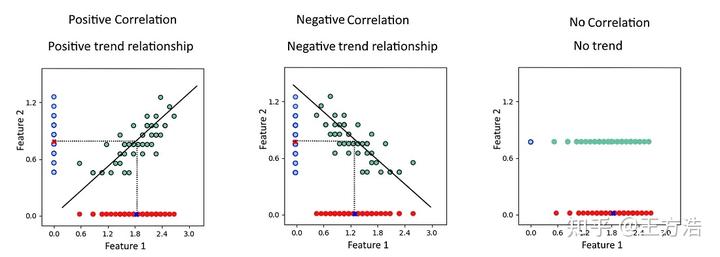 Positive Correlation
Positive trend relationship
Negative Correlation
Negative trend relationship
No Correlation
No trend
Feature 2
1.2
0.6
0.0
0.0 0.6 1.2 1.8 2.4 3.0
Feature 1
Feature 2
1.2
0.6
0.0
0.0 0.6 1.2 1.8 2.4 3.0
Feature 1
Feature 2
1.2
0.6
0.0
0.0 0.6 1.2 1.8 2.4 3.0
Feature 1
知乎 @王方浩